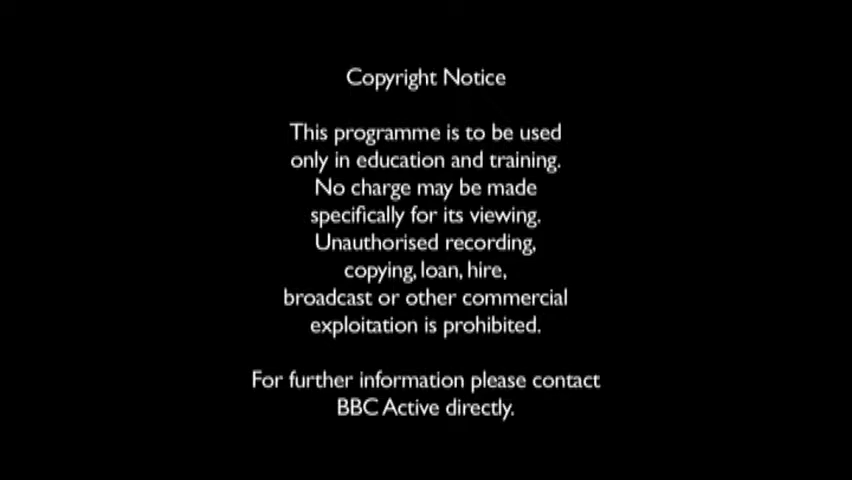 Copyright Notice
This programme is to be used
only in education and training.
No charge may be made
specifically for its viewing.
Unauthorised recording,
copying, loan, hire,
broadcast or other commercial
exploitation is prohibited.
For further information please contact
BBC Active directly.